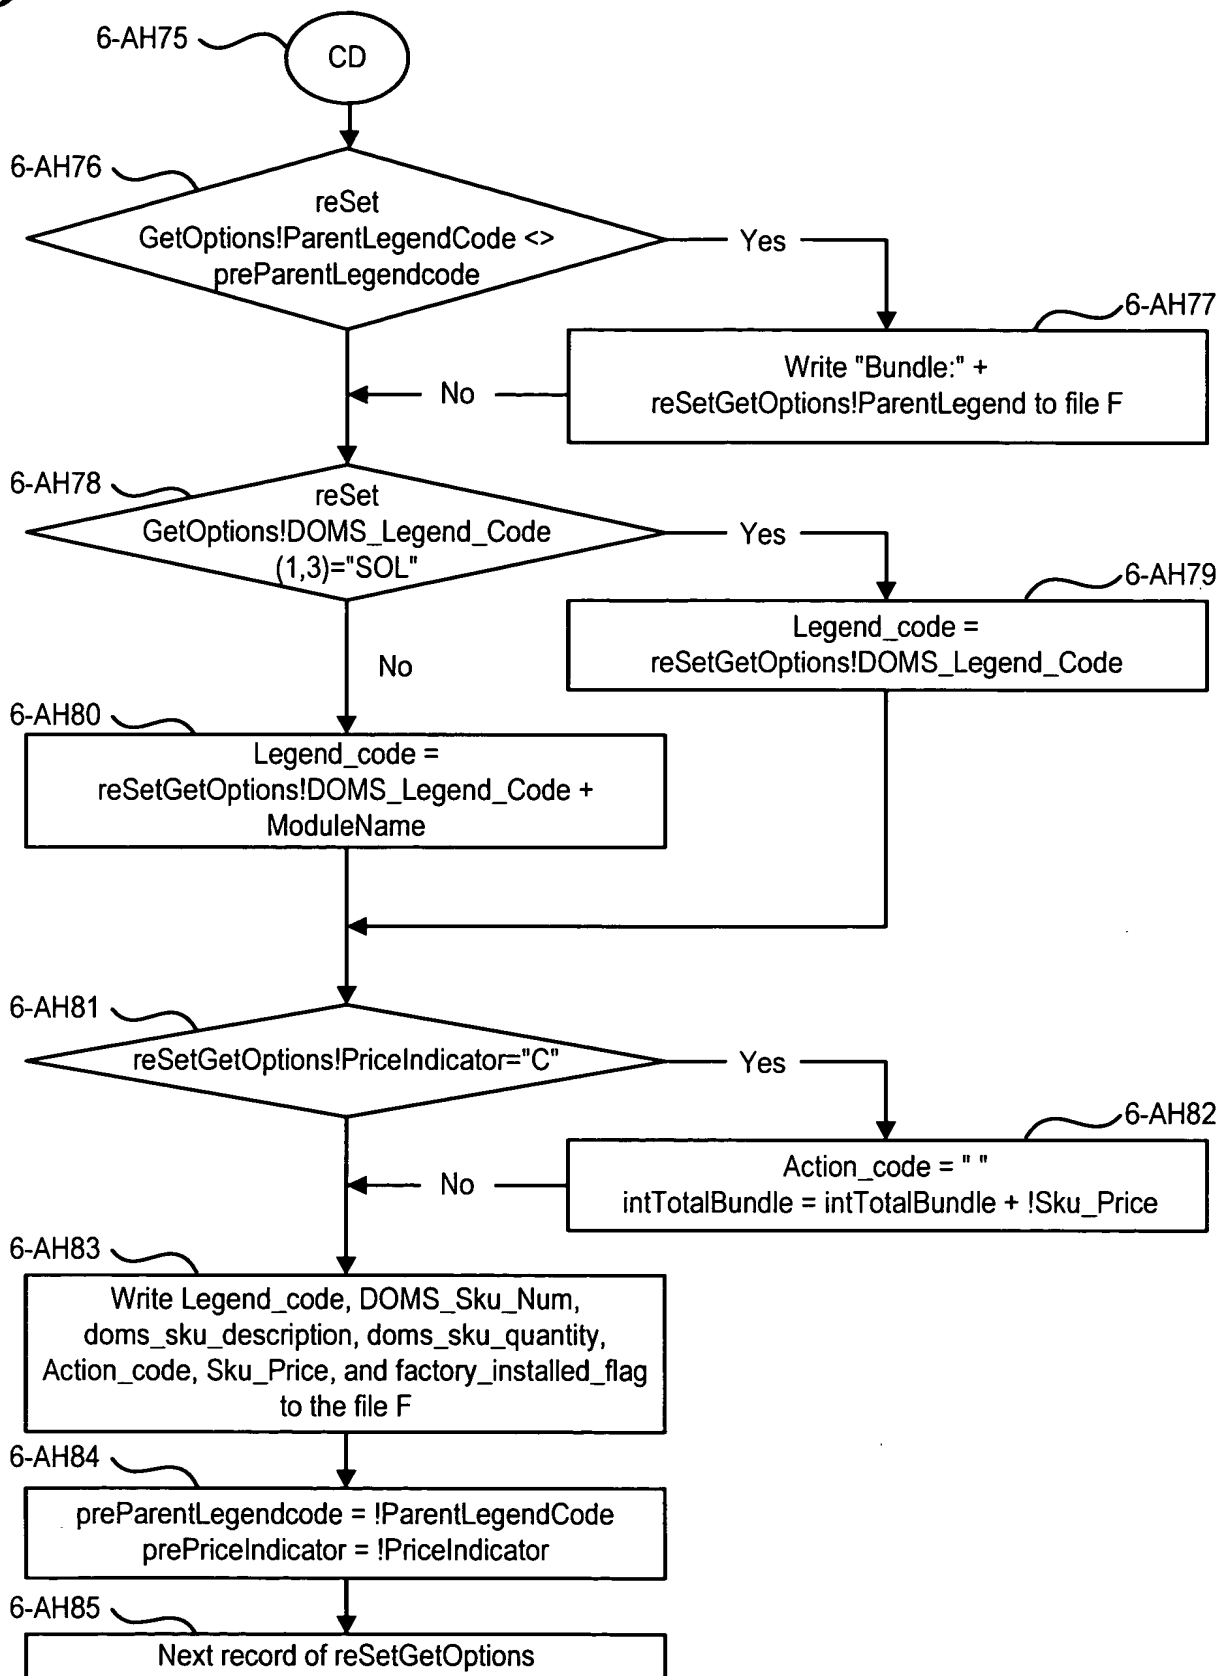 6-AH75
CD
6-AH76
reSet
GetOptions!ParentLegendCode <>
preParentLegendcode
Yes
6-AH77
Write "Bundle:" +
reSetGetOptions!ParentLegend to file F
No
6-AH78
reSet
GetOptions!DOMS_Legend_Code
(1,3)="SOL"
Yes
6-AH79
Legend_code =
reSetGetOptions!DOMS_Legend_Code
No
6-AH80
Legend_code =
reSetGetOptions!DOMS_Legend_Code +
ModuleName
6-AH81
reSetGetOptions!PriceIndicator="C"
Yes
6-AH82
Action_code = " "
intTotalBundle = intTotalBundle + !Sku_Price
No
6-AH83
Write Legend_code, DOMS_Sku_Num,
doms_sku_description, doms_sku_quantity,
Action_code, Sku_Price, and factory_installed_flag
to the file F
6-AH84
preParentLegendcode = !ParentLegendCode
prePriceIndicator = !PriceIndicator
6-AH85
Next record of reSetGetOptions